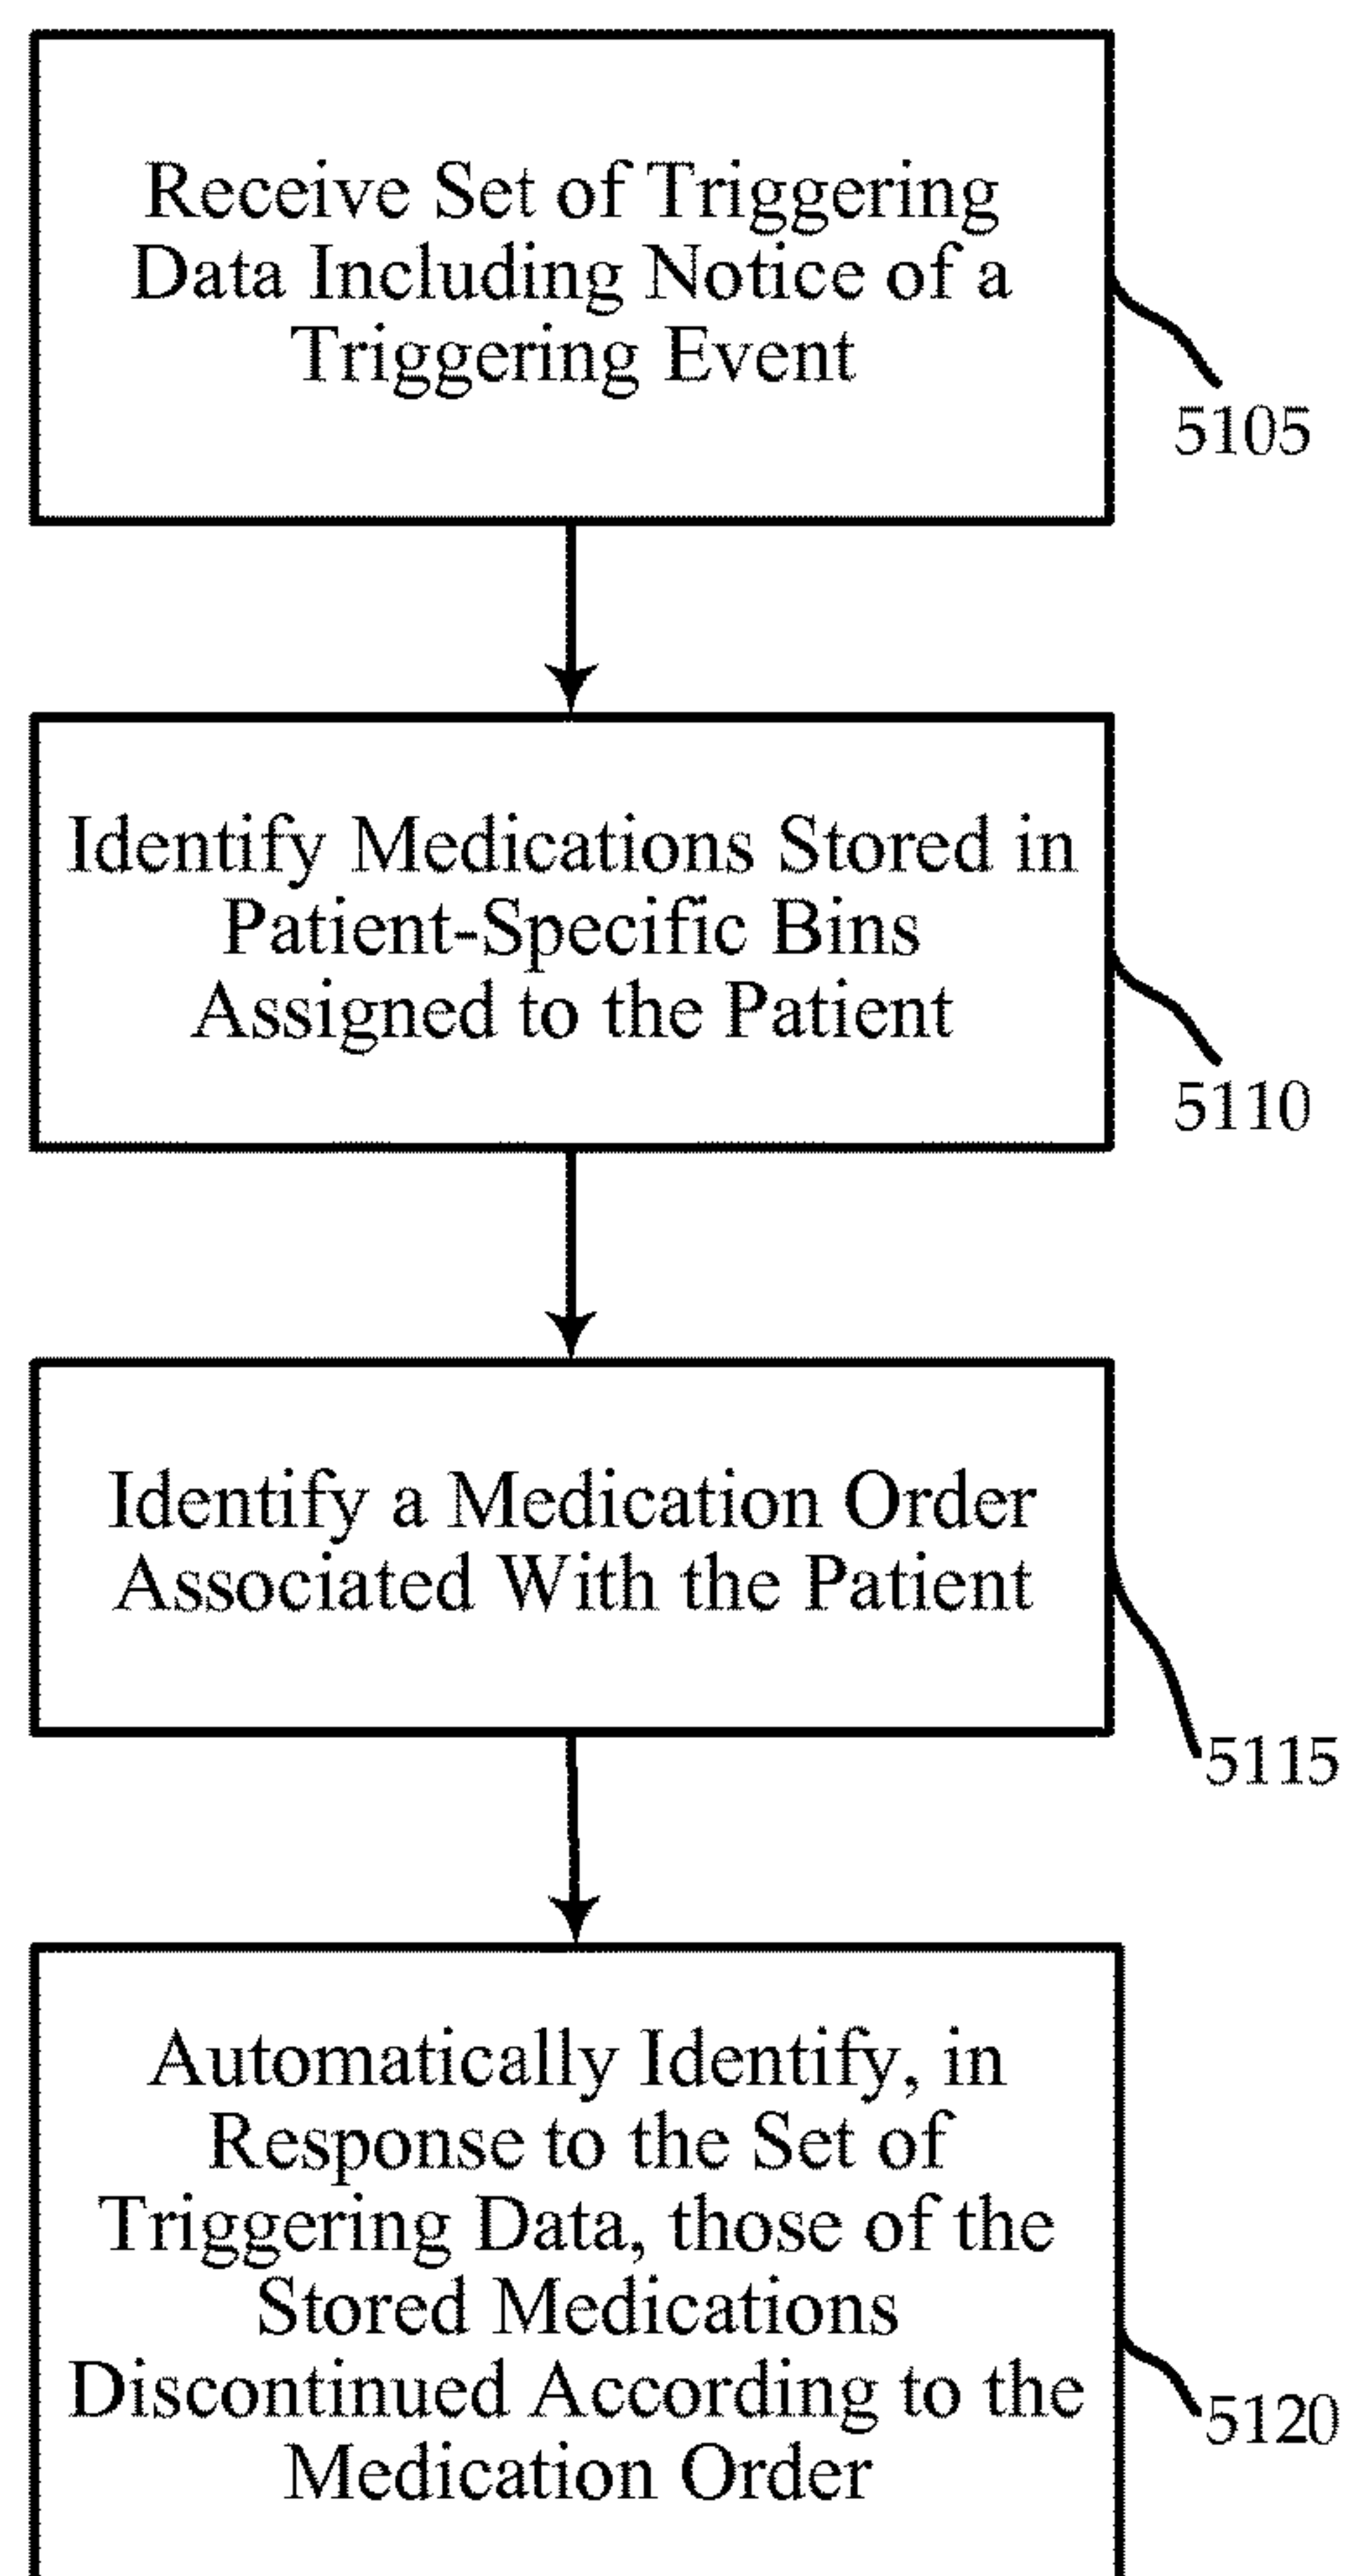 Receive Set of Triggering
Data Including Notice of a
Triggering Event
5105
Identify Medications Stored in
Patient-Specific Bins
Assigned to the Patient
5110
Identify a Medication Order
Associated With the Patient
5115
Automatically Identify, in
Response to the Set of
Triggering Data, those of the
Stored Medications
Discontinued According to the
Medication Order
5120